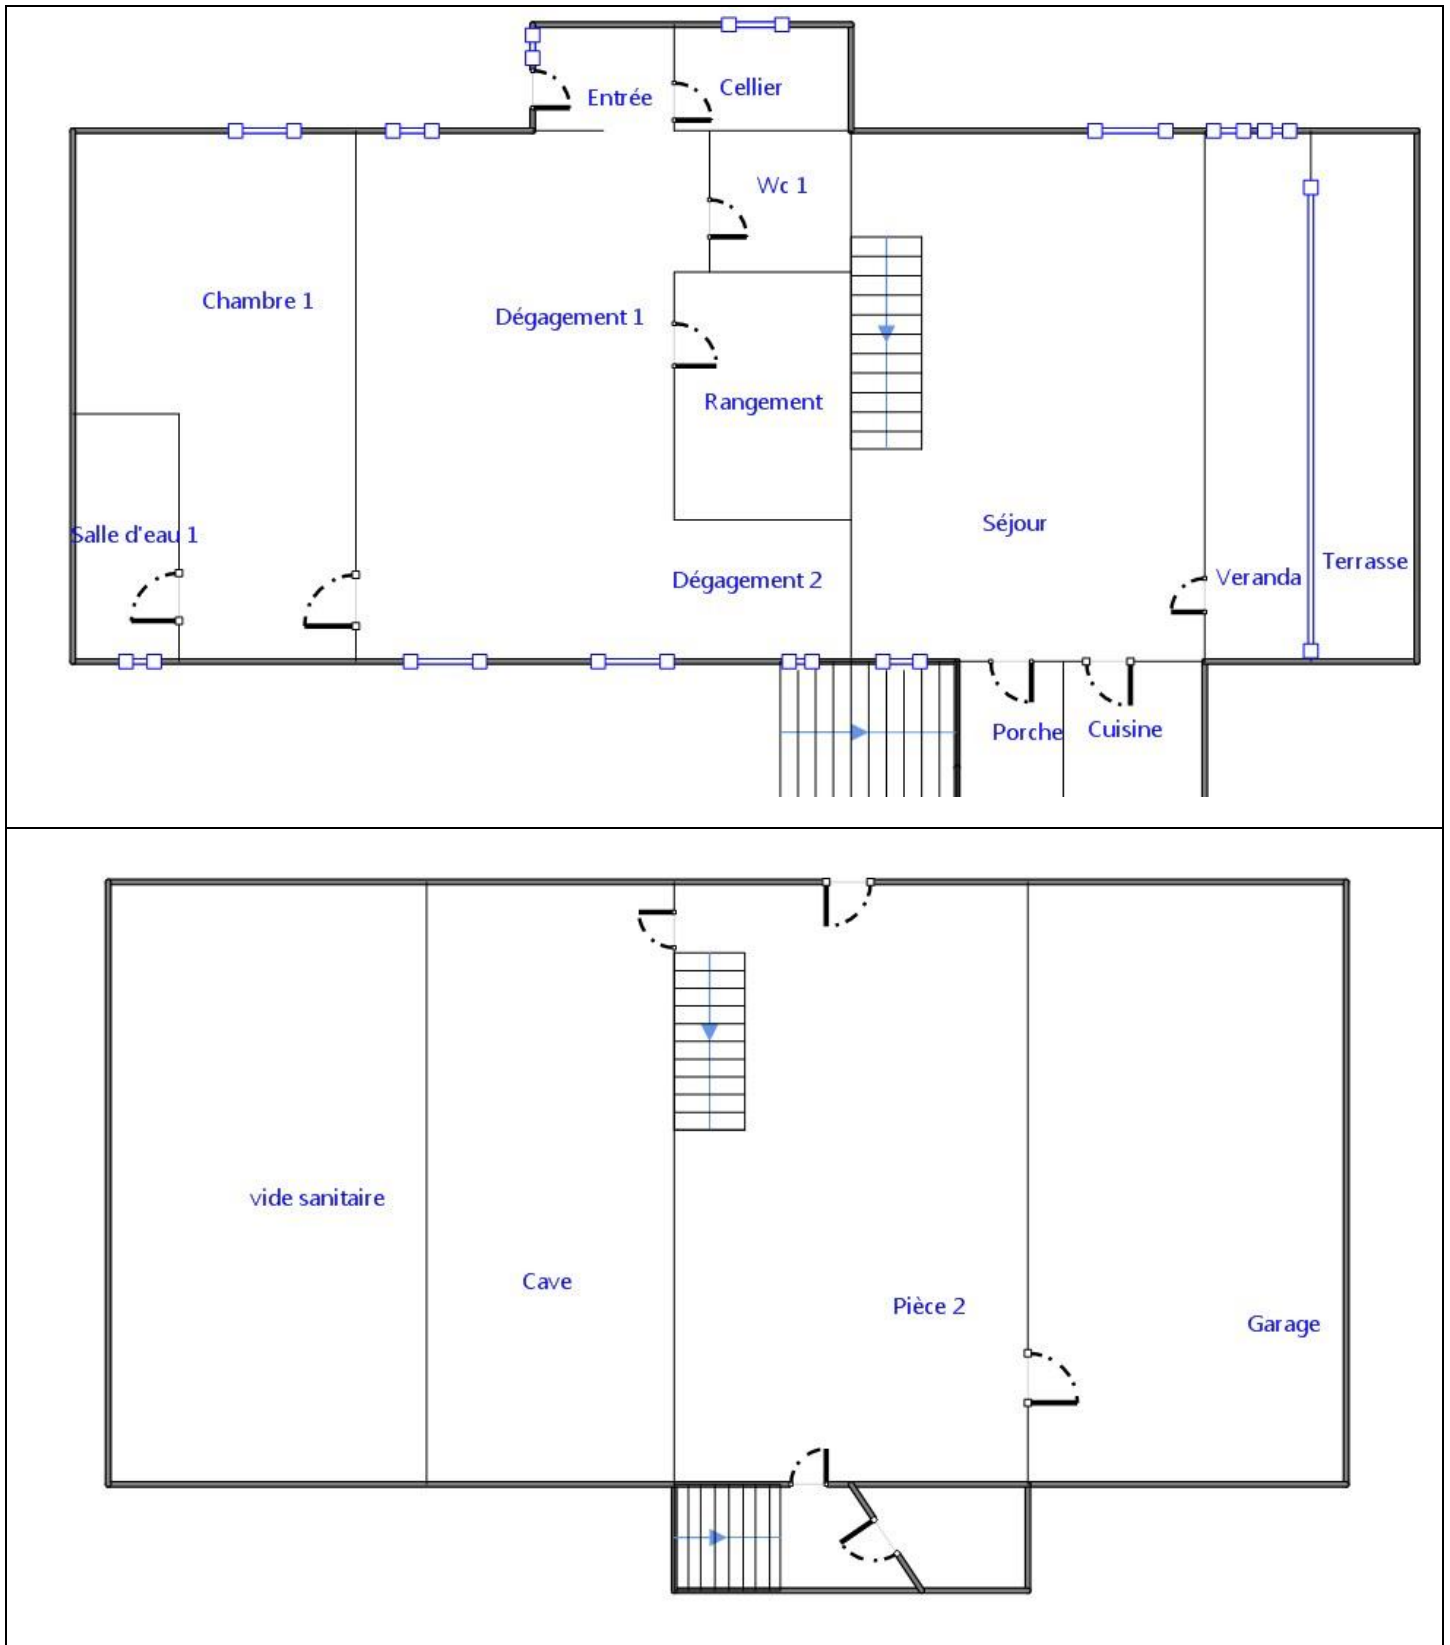 Entrée
Cellier
Wc 1
Chambre 1
Dégagement 1
Rangement
Séjour
Salle d'eau 1
Dégagement 2
Veranda
Terrasse
Porche
Cuisine
vide sanitaire
Cave
Pièce 2
Garage